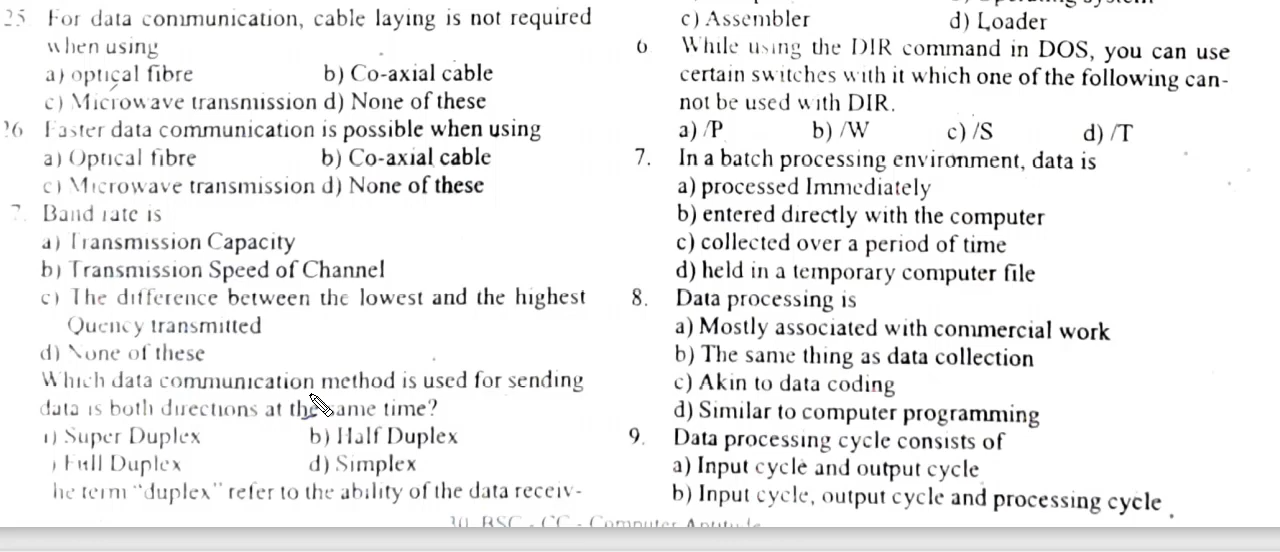 25 For data communication, cable laying is not required
when using
a) optical fibre b) Co-axial cable
c) Microwave transmission d) None of these
26 Faster data communication is possible when using
a) Optical fibre b) Co-axial cable
c) Microwave transmission d) None of these
7. Band rate is
a) Transmission Capacity
b) Transmission Speed of Channel
c) The difference between the lowest and the highest
Quency transmitted
d) None of these
Which data communication method is used for sending
data is both directions at the same time?
a) Super Duplex b) Half Duplex
) Full Duplex d) Simplex
he term "duplex" refer to the ability of the data receiv-
c) Assembler d) Loader
6 While using the DIR command in DOS, you can use
certain switches with it which one of the following can-
not be used with DIR.
a) /P b) /W c) /S d) /T
7. In a batch processing environment, data is
a) processed Immediately
b) entered directly with the computer
c) collected over a period of time
d) held in a temporary computer file
8. Data processing is
a) Mostly associated with commercial work
b) The same thing as data collection
c) Akin to data coding
d) Similar to computer programming
9. Data processing cycle consists of
a) Input cycle and output cycle
b) Input cycle, output cycle and processing cycle
30 BSC - CC - Computer